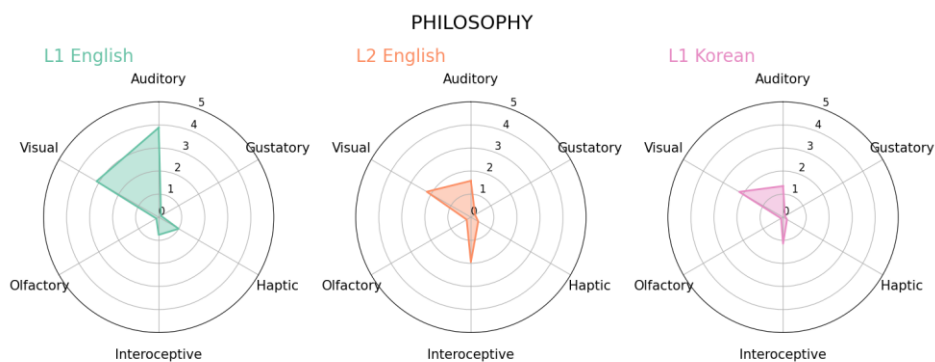 PHILOSOPHY
L1 English
Auditory
5
4
3
2
1
0
Visual
Gustatory
Olfactory
Haptic
Interoceptive
L2 English
Auditory
5
4
3
2
1
0
Visual
Gustatory
Olfactory
Haptic
Interoceptive
L1 Korean
Auditory
5
4
3
2
1
0
Visual
Gustatory
Olfactory
Haptic
Interoceptive